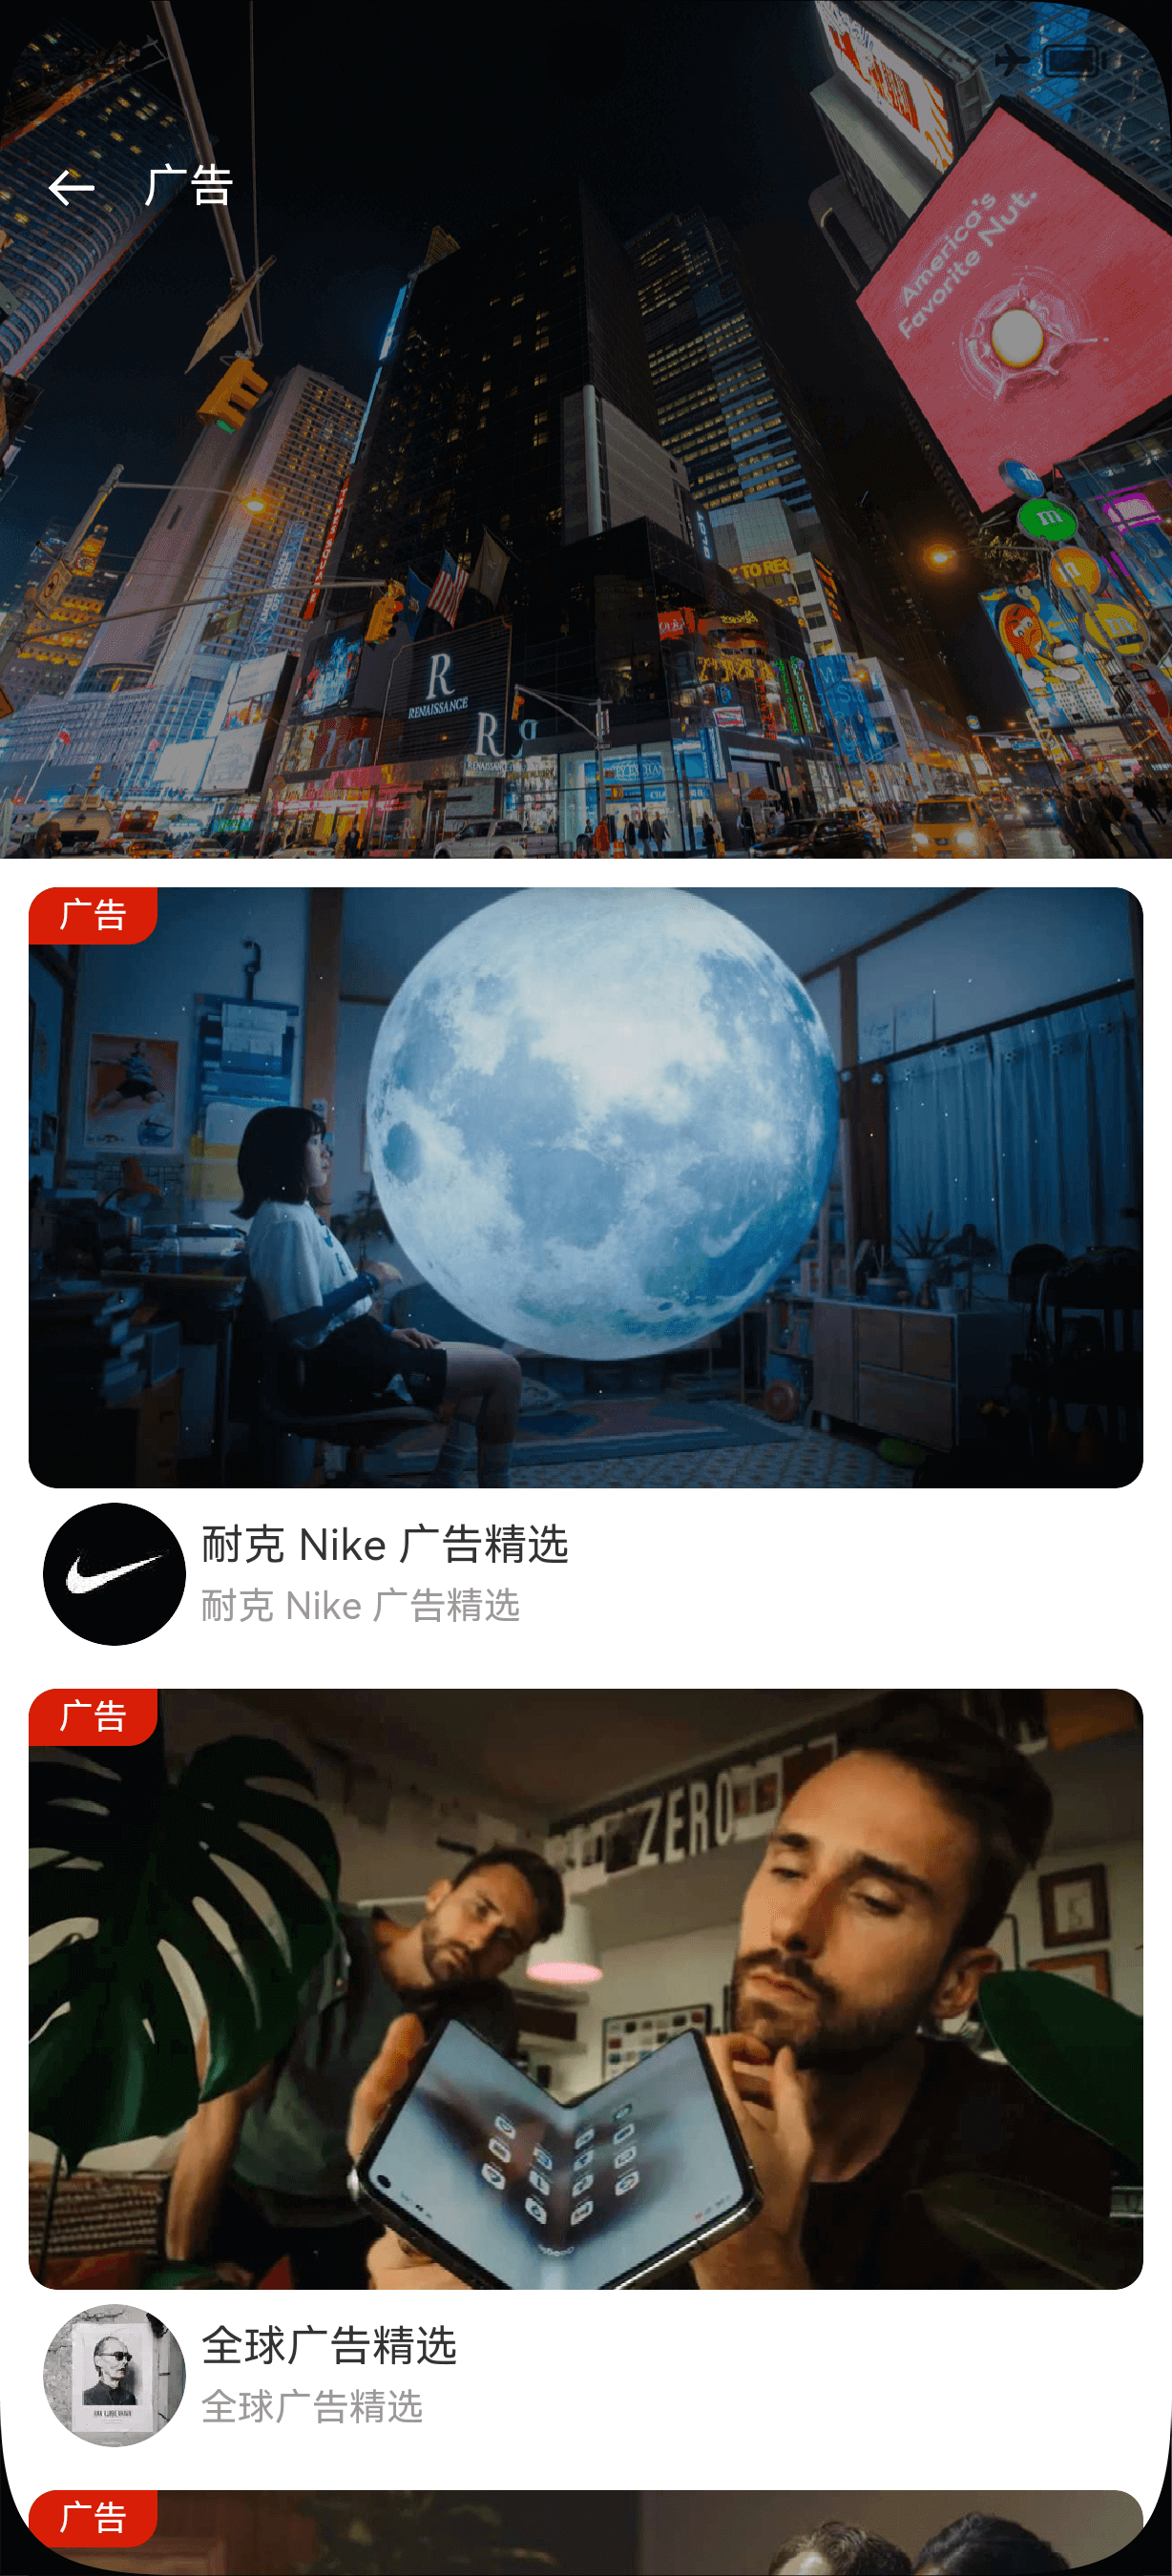 广告
America's
Favorite Nut.
m
m
R
RENAISSANCE
R
广告
耐克 Nike 广告精选
耐克 Nike 广告精选
广告
ZERO
全球广告精选
全球广告精选
广告